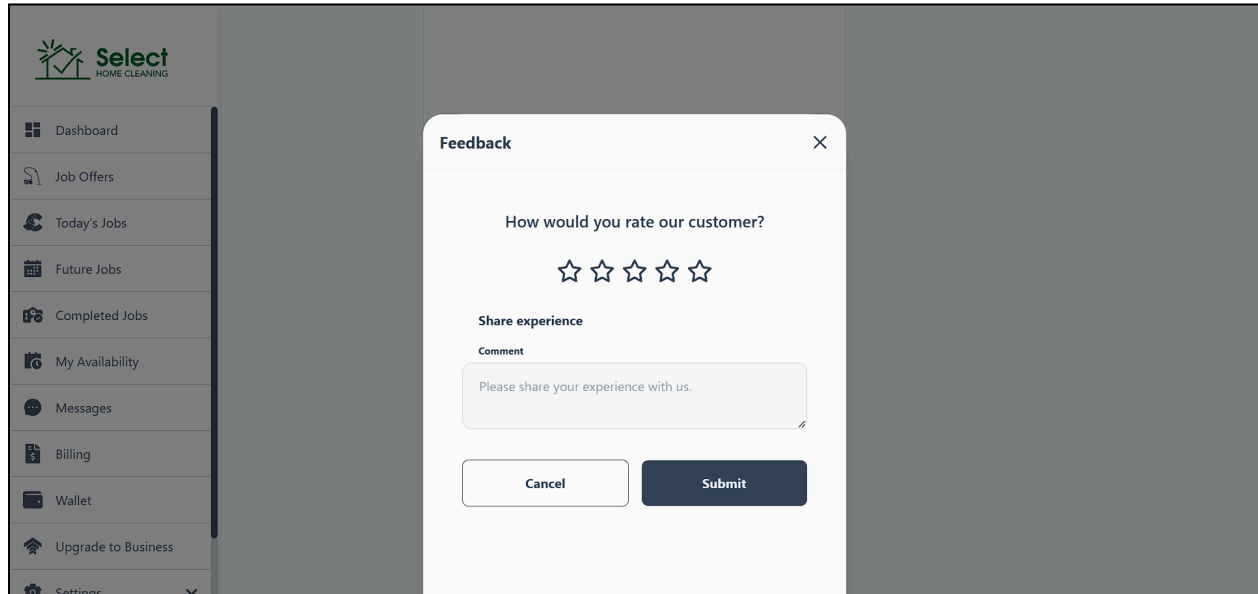 Select
HOME CLEANING
Dashboard
Job Offers
Today's Jobs
Future Jobs
Completed Jobs
My Availability
Messages
Billing
Wallet
Upgrade to Business
Settings
Feedback
How would you rate our customer?
Share experience
Comment
Please share your experience with us.
Cancel
Submit